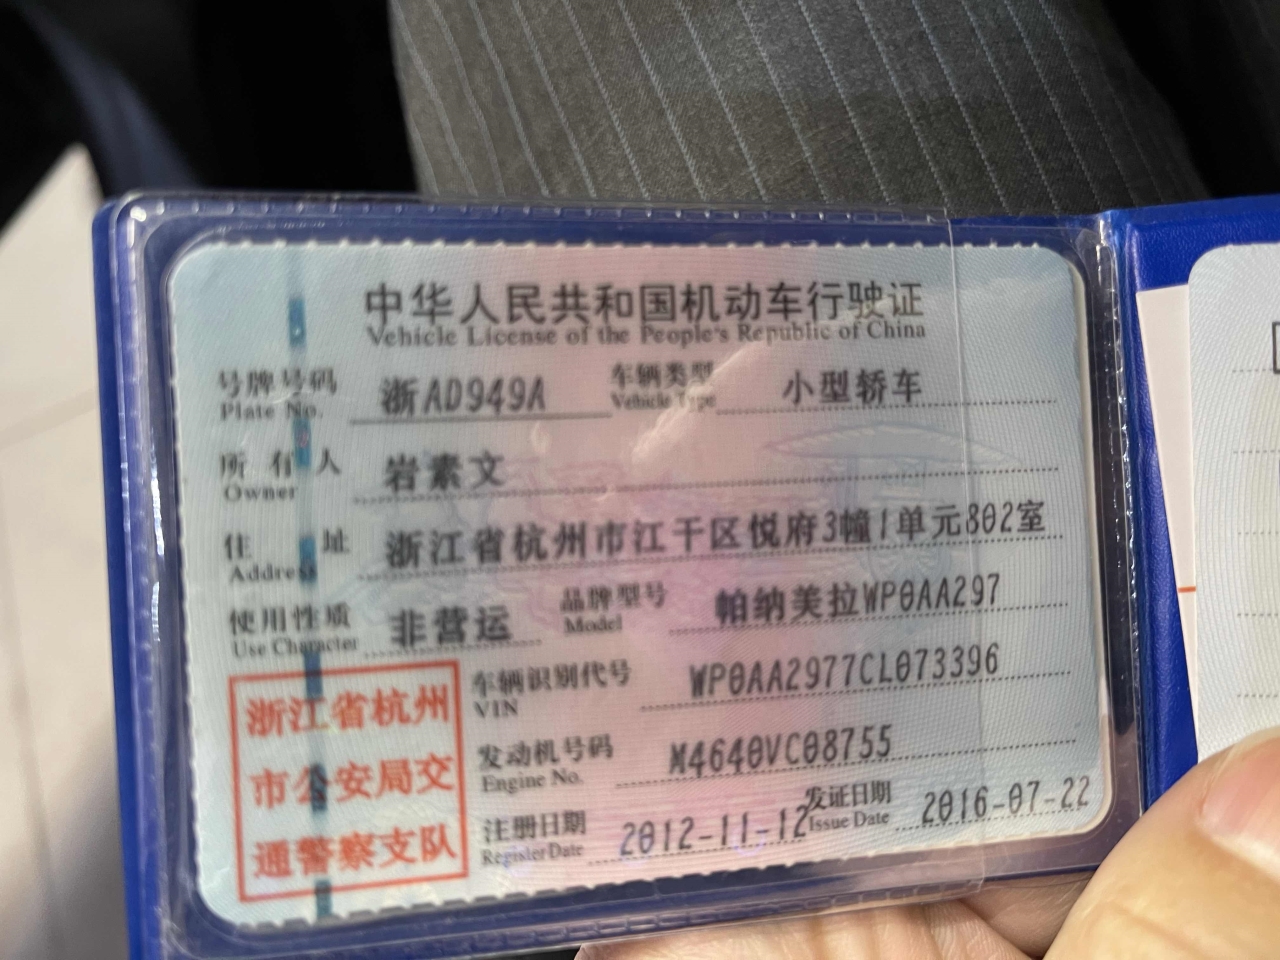 中华人民共和国机动车行驶证
Vehicle License of the People's Republic of China
号牌号码 浙AD949A 车辆类型 小型轿车
Plate No. Vehicle Type
所有人 岩素文
Owner
住址 浙江省杭州市江干区悦府3幢1单元802室
Address
使用性质 非营运 品牌型号 帕纳美拉WP0AA297
Use Character Model
车辆识别代号 WP0AA2977CL073396
VIN
发动机号码 M4640VC08755
Engine No.
注册日期 2012-11-12 发证日期 2016-07-22
Register Date Issue Date
浙江省杭州
市公安局交
通警察支队